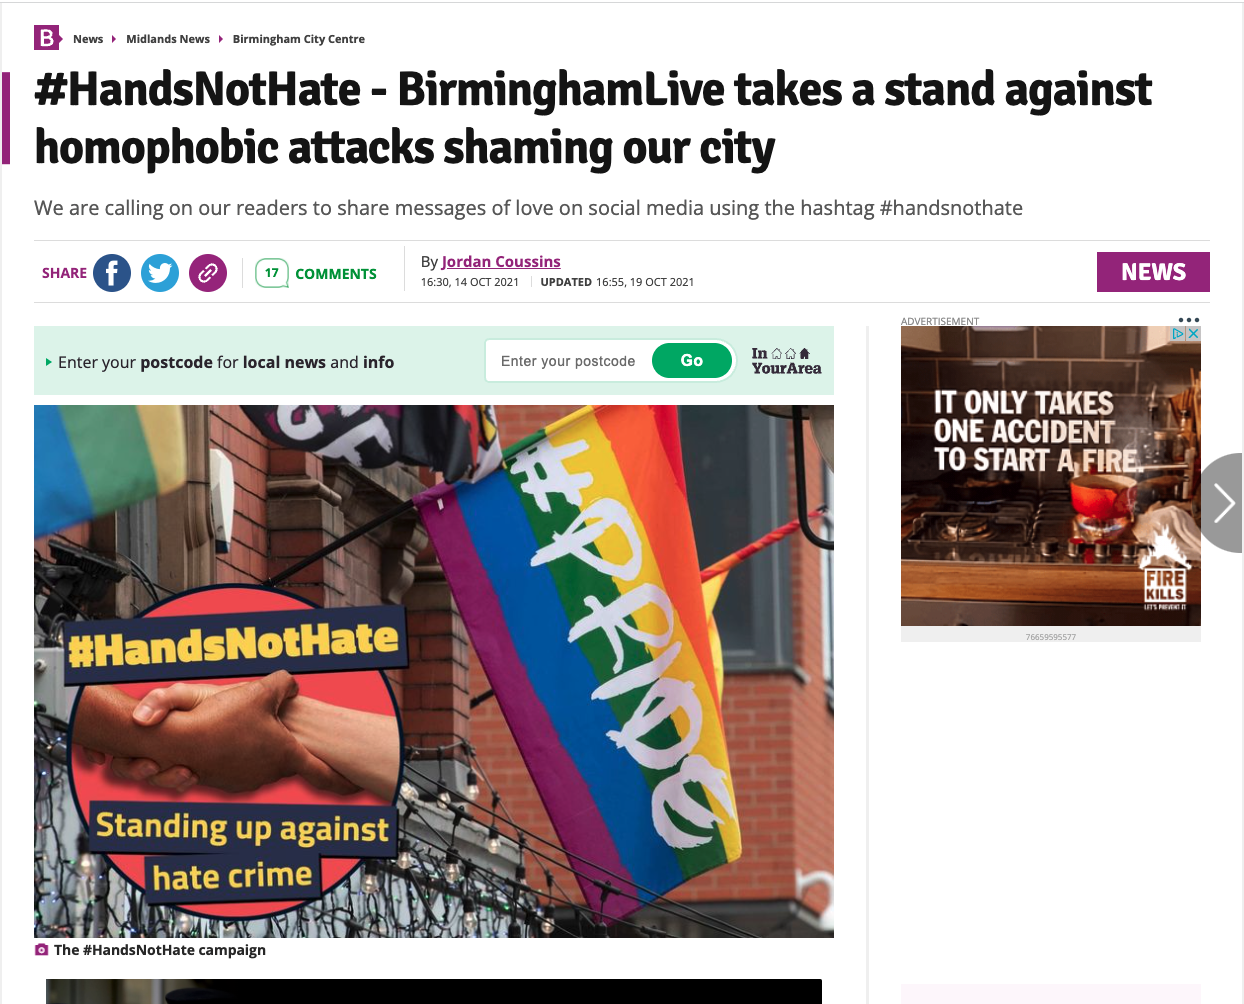 B
News Midlands News Birmingham City Centre
#HandsNotHate - BirminghamLive takes a stand against
homophobic attacks shaming our city
We are calling on our readers to share messages of love on social media using the hashtag #handsnothate
SHARE
17 COMMENTS
By Jordan Coussins
16:30, 14 OCT 2021 UPDATED 16:55, 19 OCT 2021
NEWS
Enter your postcode for local news and info
Enter your postcode
Go
In
YourArea
#PRIDE
#HandsNotHate
Standing up against
hate crime
The #HandsNotHate campaign
ADVERTISEMENT
IT ONLY TAKES
ONE ACCIDENT
TO START A FIRE.
FIRE
KILLS
LET'S PREVENT IT
76659595577